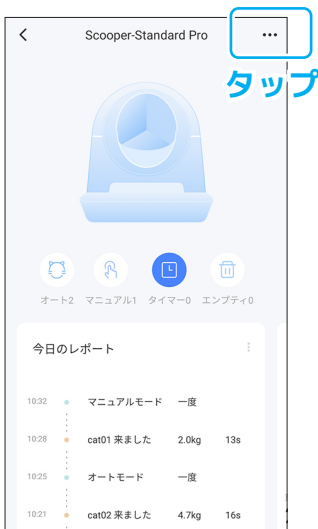 Scooper-Standard Pro
タップ
オート2 マニュアル1 タイマー0 エンプティ0
今日のレポート
10:32 マニュアルモード 一度
10:28 cat01 来ました 2.0kg 13s
10:25 オートモード 一度
10:21 cat02 来ました 4.7kg 16s